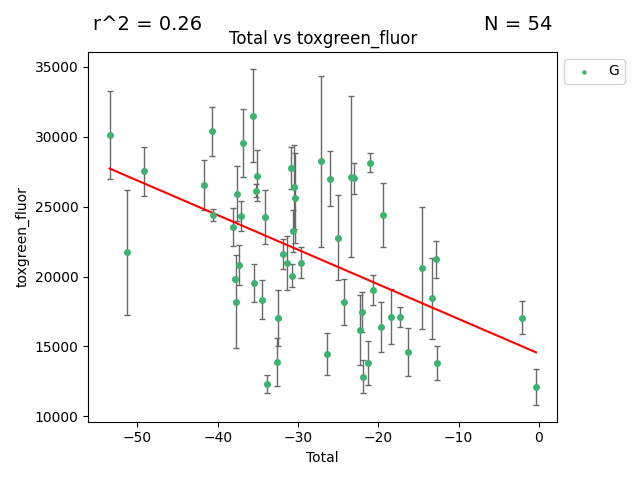 r^2 = 0.26
N = 54
Total vs toxgreen_fluor
G
35000
30000
25000
20000
15000
10000
toxgreen_fluor
−50
−40
−30
−20
−10
0
Total